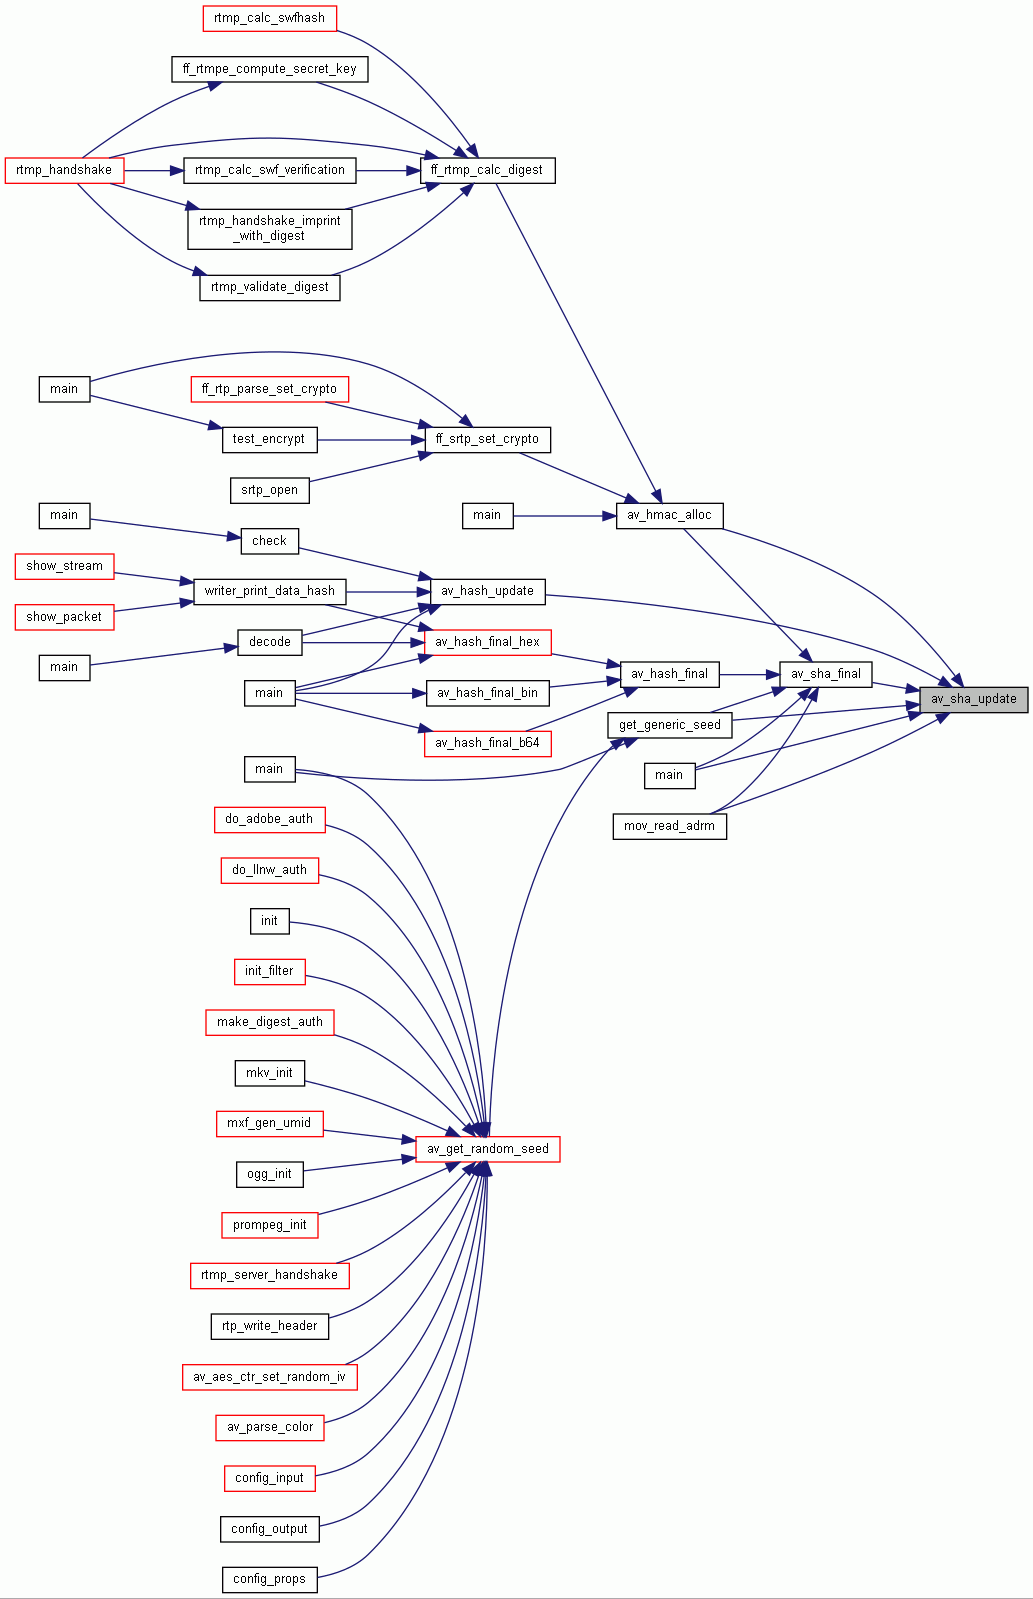 rtmp_calc_swfhash
ff_rtmpe_compute_secret_key
rtmp_handshake
rtmp_calc_swf_verification
ff_rtmp_calc_digest
rtmp_handshake_imprint
_with_digest
rtmp_validate_digest
main
ff_rtp_parse_set_crypto
test_encrypt
ff_srtp_set_crypto
srtp_open
main
main
av_hmac_alloc
check
show_stream
writer_print_data_hash
av_hash_update
show_packet
decode
av_hash_final_hex
main
av_hash_final
av_sha_final
main
av_hash_final_bin
av_sha_update
get_generic_seed
av_hash_final_b64
main
main
do_adobe_auth
mov_read_adrm
do_llnw_auth
init
init_filter
make_digest_auth
mkv_init
mxf_gen_umid
av_get_random_seed
ogg_init
prompeg_init
rtmp_server_handshake
rtp_write_header
av_aes_ctr_set_random_iv
av_parse_color
config_input
config_output
config_props